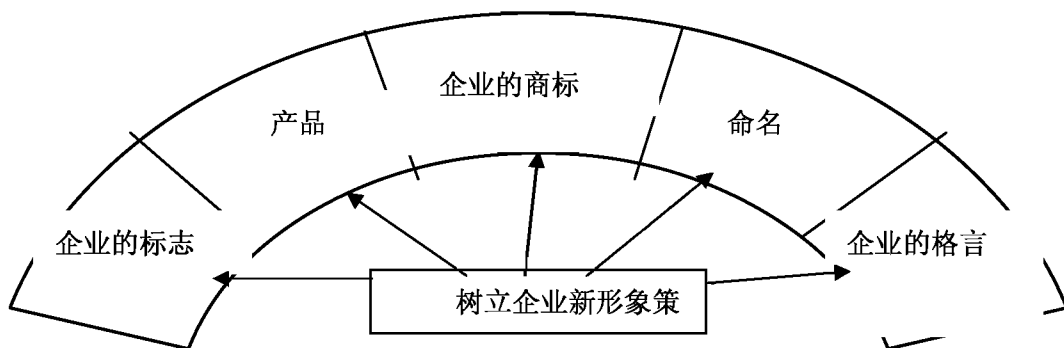 企业的商标
产品
命名
企业的标志
企业的格言
树立企业新形象策